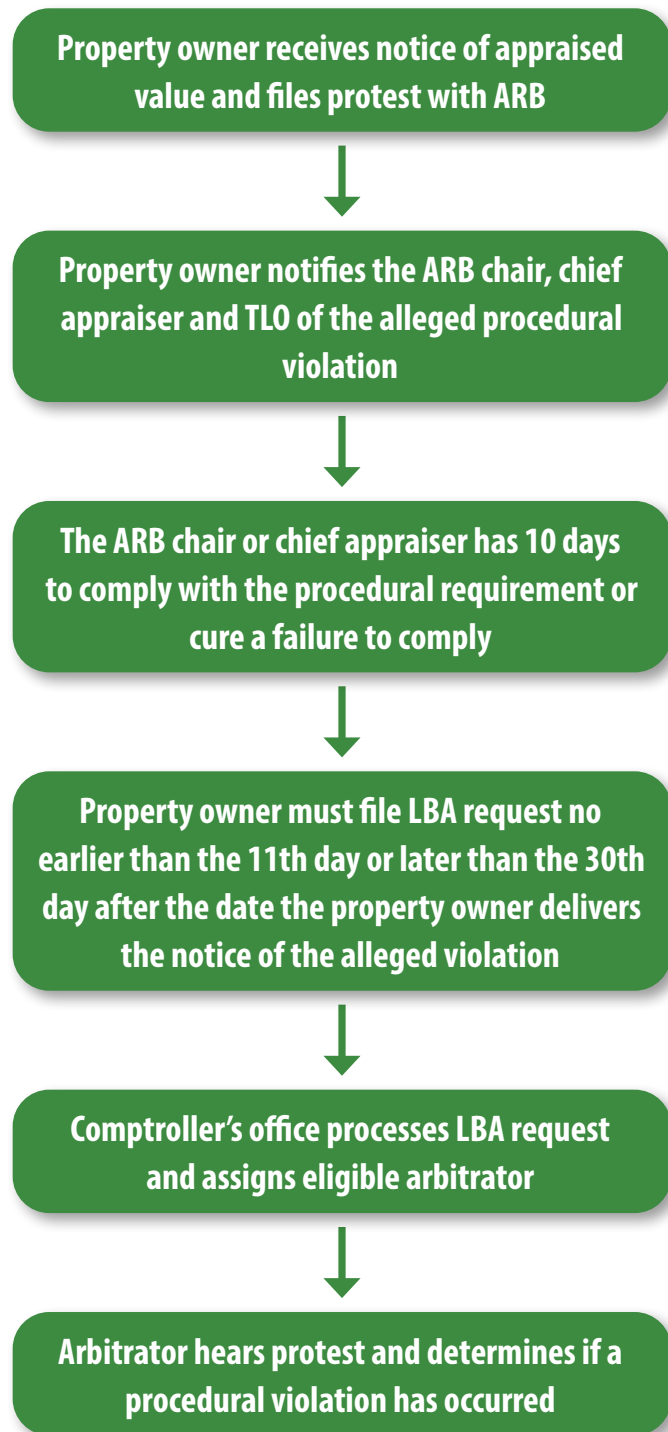 Property owner receives notice of appraised
value and files protest with ARB
Property owner notifies the ARB chair, chief
appraiser and TLO of the alleged procedural
violation
The ARB chair or chief appraiser has 10 days
to comply with the procedural requirement or
cure a failure to comply
Property owner must file LBA request no
earlier than the 11th day or later than the 30th
day after the date the property owner delivers
the notice of the alleged violation
Comptroller’s office processes LBA request
and assigns eligible arbitrator
Arbitrator hears protest and determines if a
procedural violation has occurred